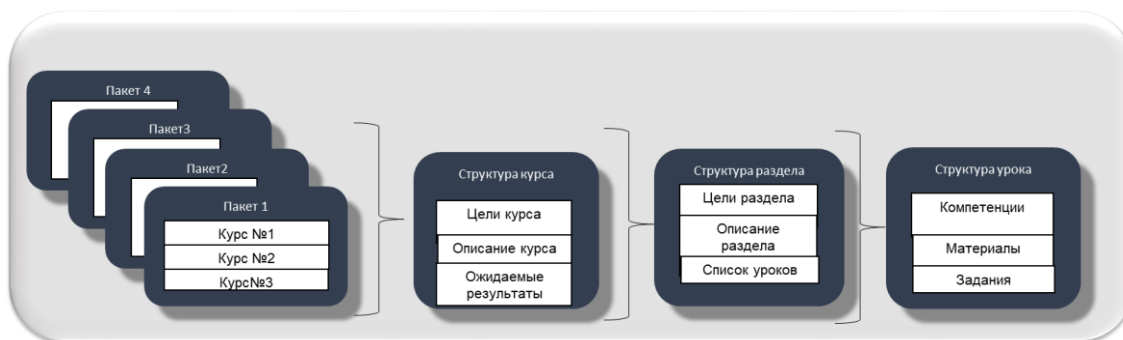 Пакет 4
Пакет3
Пакет2
Пакет 1
Курс №1
Курс №2
Курс№3
Структура курса
Цели курса
Описание курса
Ожидаемые
результаты
Структура раздела
Цели раздела
Описание
раздела
Список уроков
Структура урока
Компетенции
Материалы
Задания